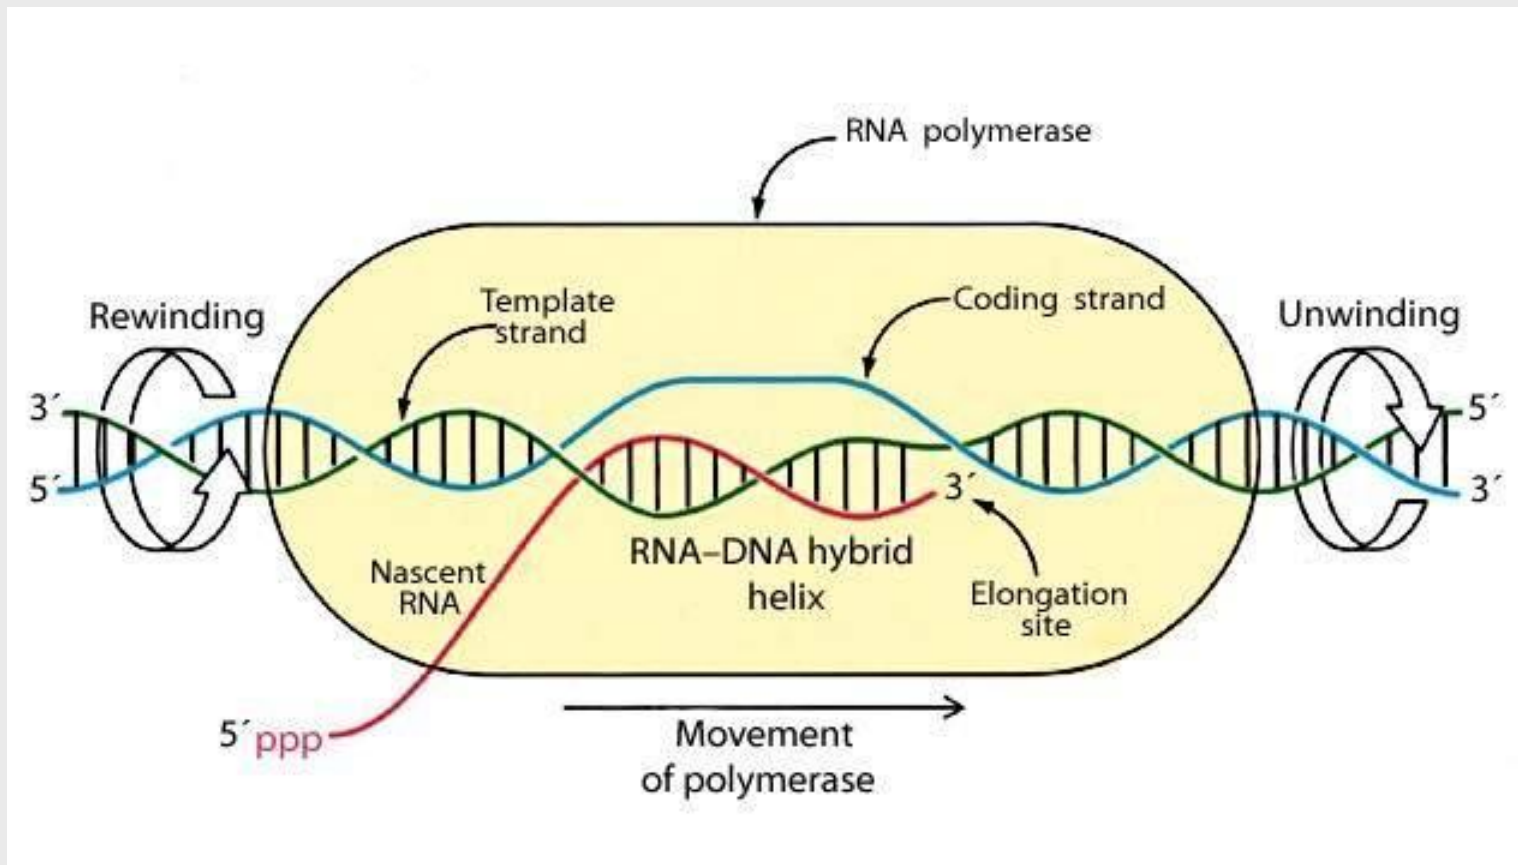 RNA polymerase
Template
strand
Coding strand
Rewinding
Unwinding
3´
5´
5´
3´
3´
RNA–DNA hybrid
helix
Nascent
RNA
Elongation
site
5´ ppp
Movement
of polymerase